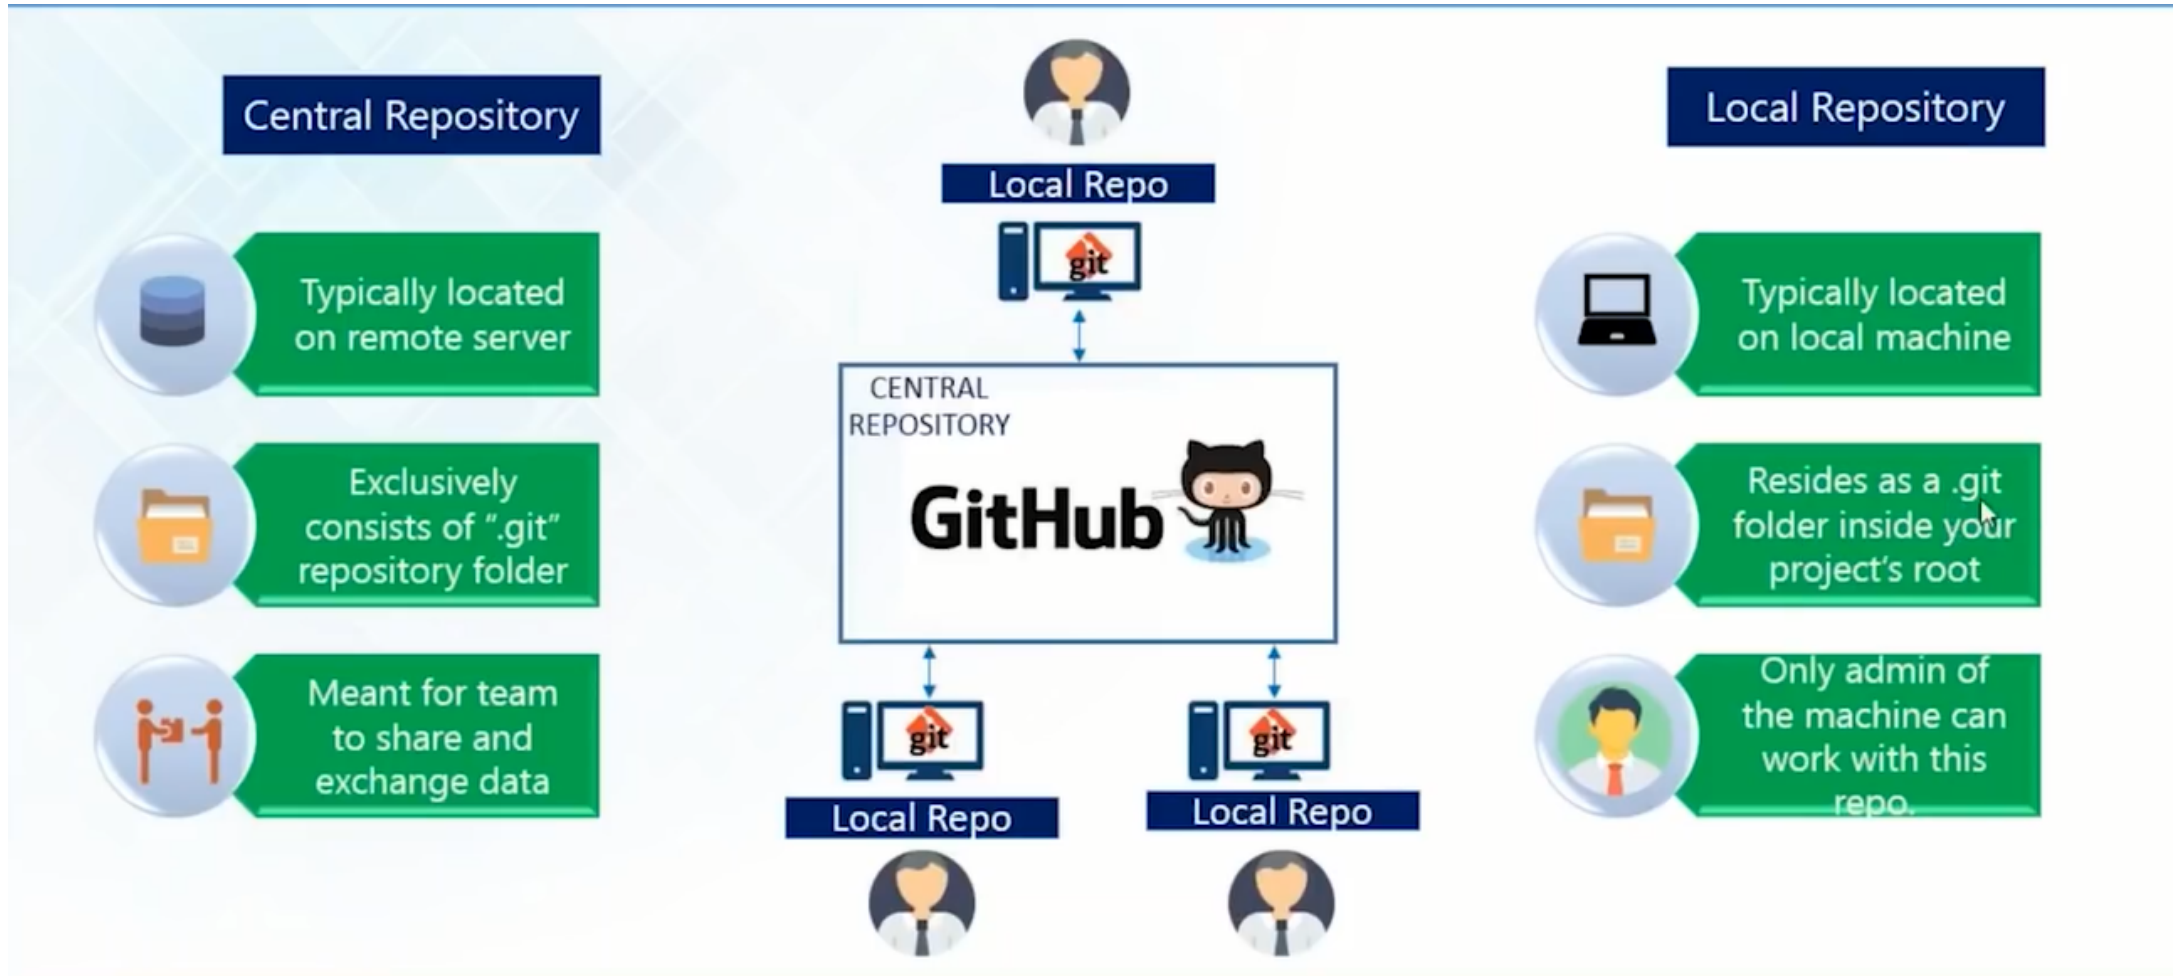 Central Repository
Typically located
on remote server
Exclusively
consists of “.git”
repository folder
Meant for team
to share and
exchange data
Local Repo
git
CENTRAL
REPOSITORY
GitHub
git
git
Local Repo
Local Repo
Local Repository
Typically located
on local machine
Resides as a .git
folder inside your
project’s root
Only admin of
the machine can
work with this
repo.